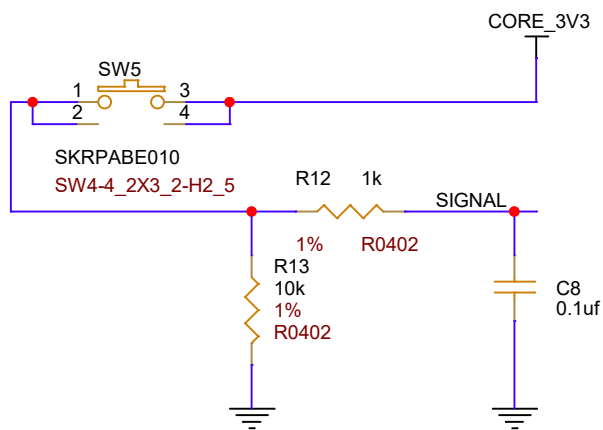 CORE_3V3
SW5
1
3
2
4
SKRPABE010
SW4-4_2X3_2-H2_5
R12 1k
SIGNAL
1% R0402
R13
10k
1%
R0402
C8
0.1uf